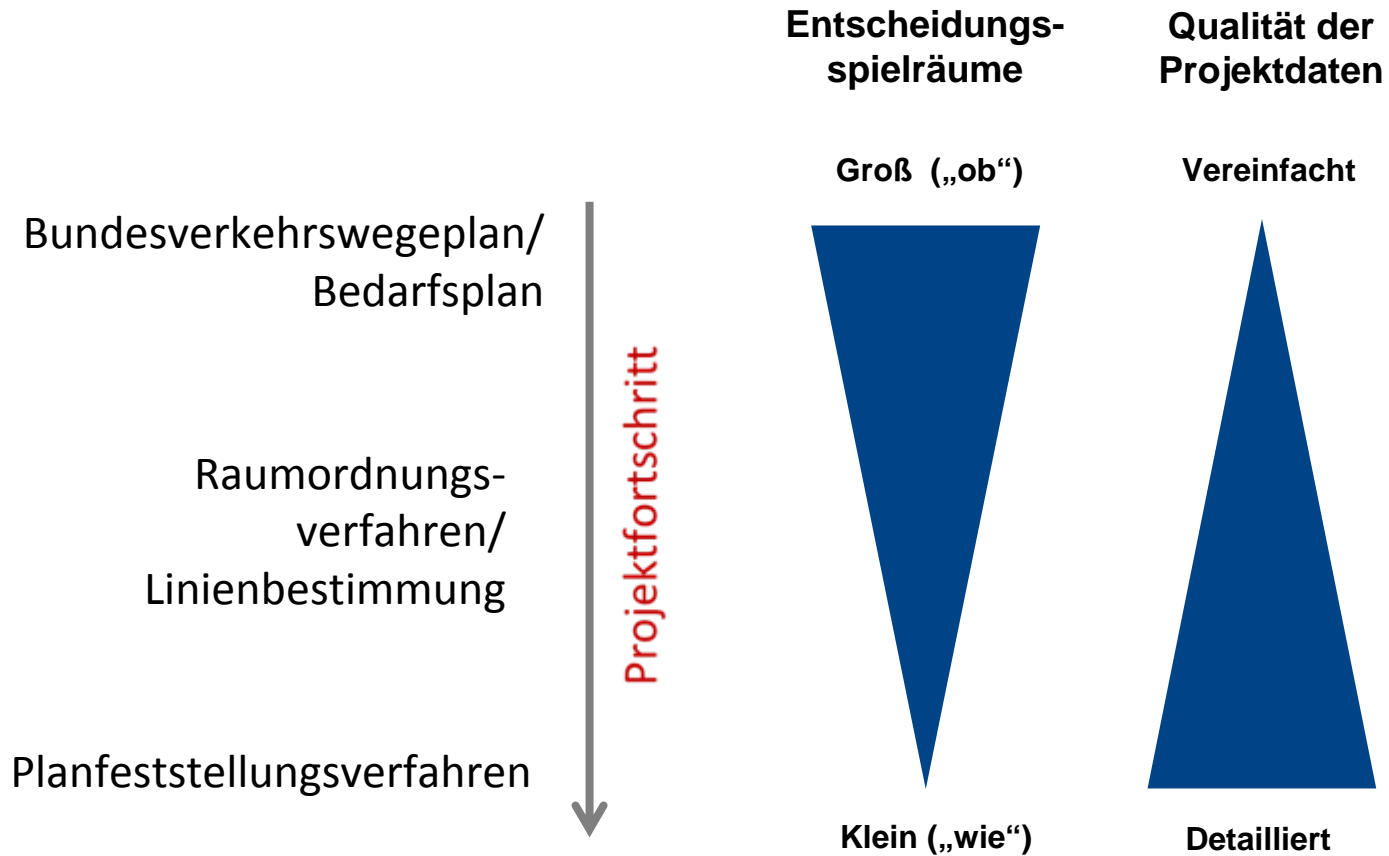 Entscheidungs-
spielräume
Qualität der
Projektdaten
Groß („ob“)
Vereinfacht
Bundesverkehrswegeplan/
Bedarfsplan
Projektfortschritt
Raumordnungs-
verfahren/
Linienbestimmung
Planfeststellungsverfahren
Klein („wie“)
Detailliert